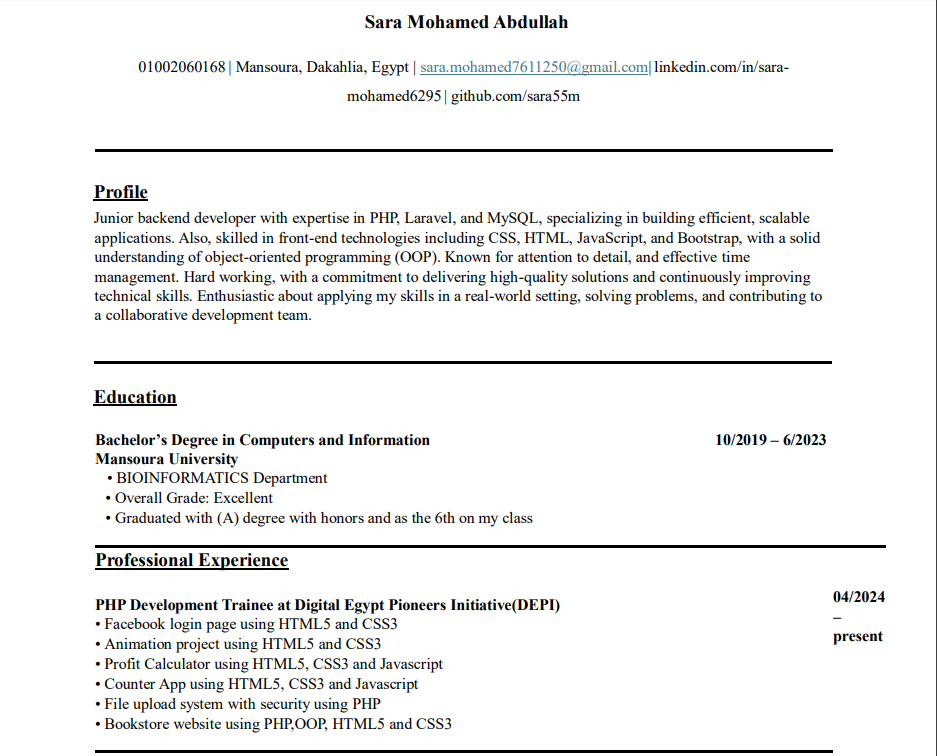 Sara Mohamed Abdullah
01002060168| Mansoura, Dakahlia, Egypt | sara.mohamed7611250@gmail.com| linkedin.com/in/sara-
mohamed6295| github.com/sara55m
Profile
Junior backend developer with expertise in PHP, Laravel, and MySQL, specializing in building efficient, scalable
applications. Also, skilled in front-end technologies including CSS, HTML, JavaScript, and Bootstrap, with a solid
understanding of object-oriented programming (OOP). Known for attention to detail, and effective time
management. Hard working, with a commitment to delivering high-quality solutions and continuously improving
technical skills. Enthusiastic about applying my skills in a real-world setting, solving problems, and contributing to
a collaborative development team.
Education
Bachelor’s Degree in Computers and Information 10/2019 – 6/2023
Mansoura University
• BIOINFORMATICS Department
• Overall Grade: Excellent
• Graduated with (A) degree with honors and as the 6th on my class
Professional Experience
PHP Development Trainee at Digital Egypt Pioneers Initiative(DEPI)
04/2024
–
present
• Facebook login page using HTML5 and CSS3
• Animation project using HTML5 and CSS3
• Profit Calculator using HTML5, CSS3 and Javascript
• Counter App using HTML5, CSS3 and Javascript
• File upload system with security using PHP
• Bookstore website using PHP,OOP, HTML5 and CSS3